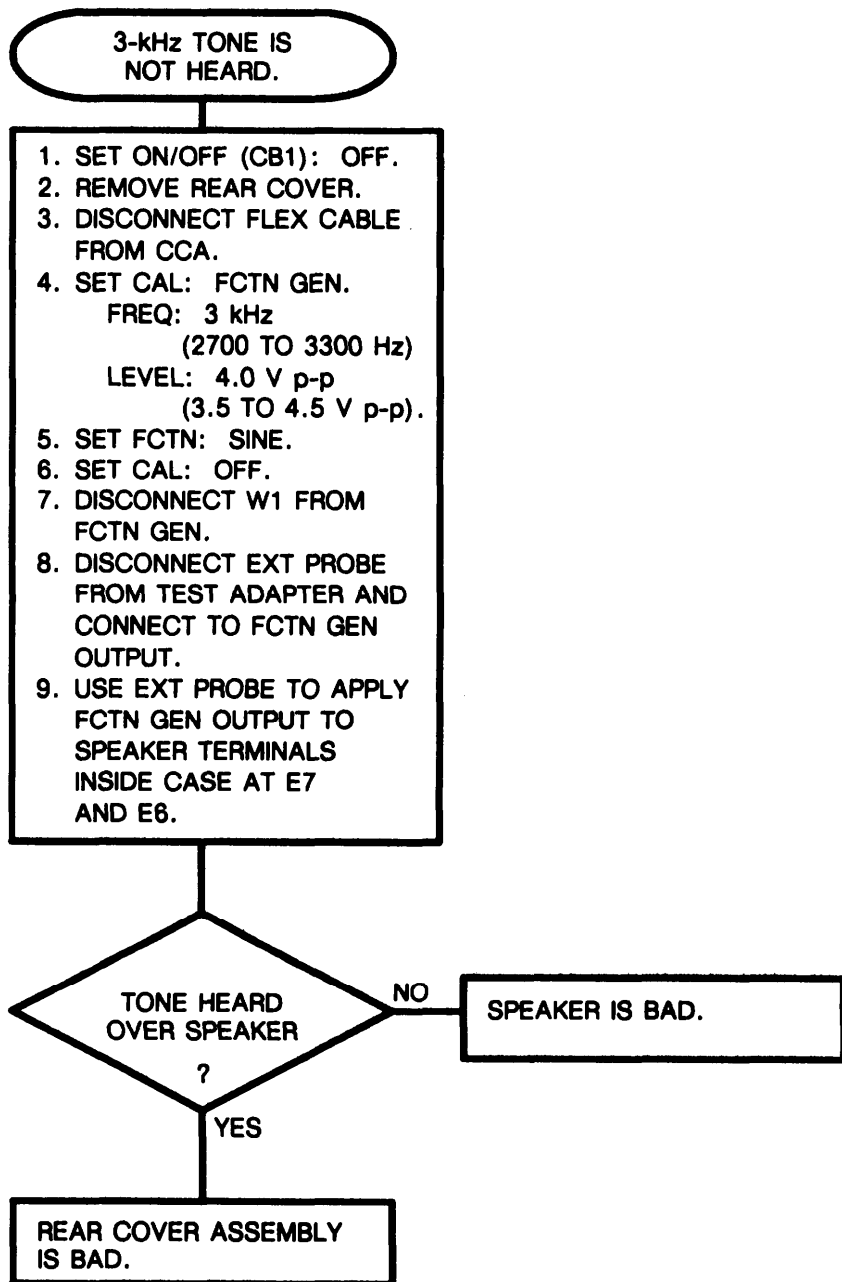 3-kHz TONE IS
NOT HEARD.
1. SET ON/OFF (CB1): OFF.
2. REMOVE REAR COVER.
3. DISCONNECT FLEX CABLE
FROM CCA.
4. SET CAL: FCTN GEN.
FREQ: 3 kHz
(2700 TO 3300 Hz)
LEVEL: 4.0 V p-p
(3.5 TO 4.5 V p-p).
5. SET FCTN: SINE.
6. SET CAL: OFF.
7. DISCONNECT W1 FROM
FCTN GEN.
8. DISCONNECT EXT PROBE
FROM TEST ADAPTER AND
CONNECT TO FCTN GEN
OUTPUT.
9. USE EXT PROBE TO APPLY
FCTN GEN OUTPUT TO
SPEAKER TERMINALS
INSIDE CASE AT E7
AND E6.
TONE HEARD
OVER SPEAKER
?
NO
SPEAKER IS BAD.
YES
REAR COVER ASSEMBLY
IS BAD.